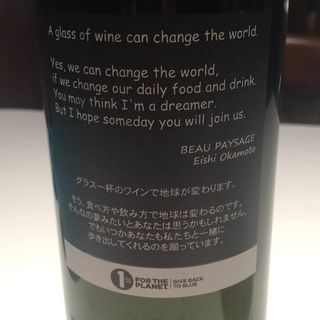 A glass of wine can change the world.
Yes, we can change the world,
if we change our daily food and drink.
You may think I'm a dreamer.
But I hope someday you will join us.
BEAU PAYSAGE
Eishi Okamoto
グラス一杯のワインで地球が変わります。
そう、食べ方や飲み方で地球は変わるのです。
そんなの夢みたいとあなたは思うかもしれません。
でもいつかあなたも私たちと一緒に
歩き出してくれるのを願っています。
1% FOR THE PLANET | GIVE BACK TO BLUE